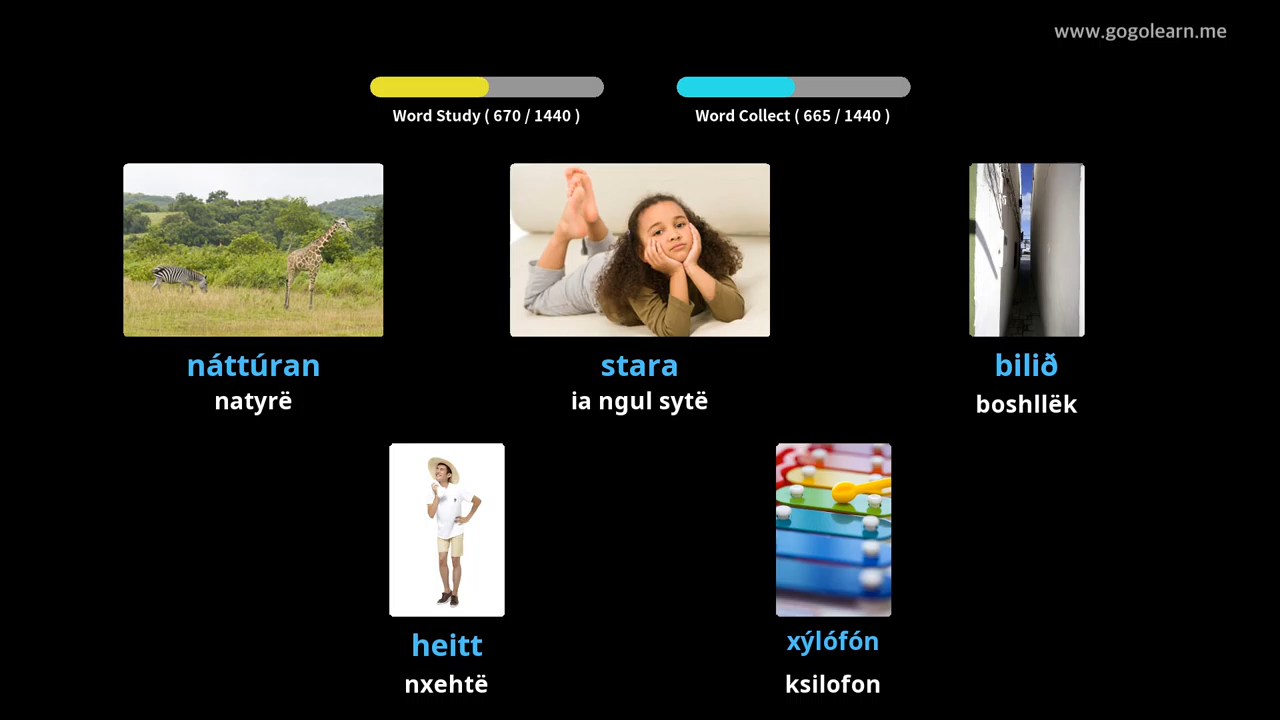 www.gogolearn.me
Word Study ( 670 / 1440 )
Word Collect ( 665 / 1440 )
náttúran
natyrë
stara
ia ngul sytë
bilið
boshllëk
heitt
nxehtë
xýlófón
ksilofon